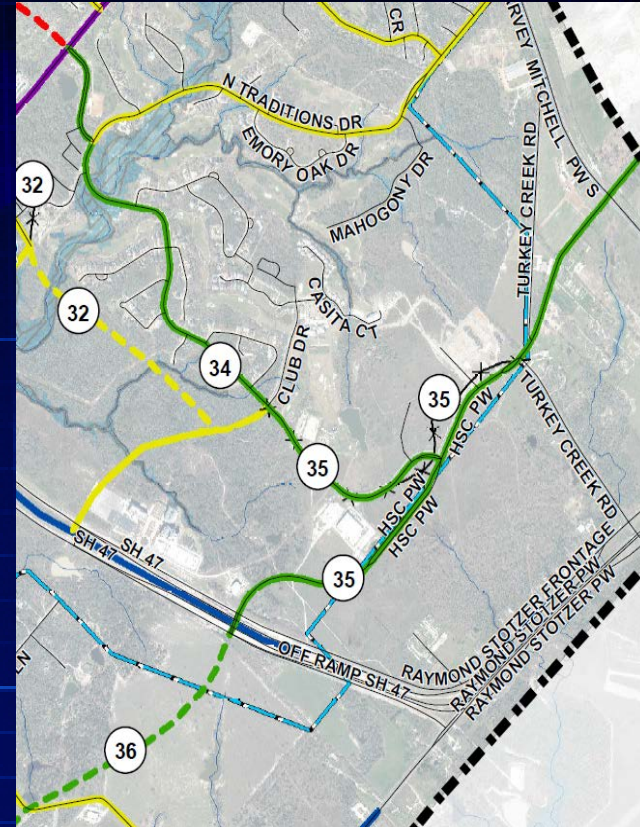 CR
RVEY MITCHELL PW S
N TRADITIONS DR
EMORY OAK DR
TURKEY CREEK RD
MAHOGONY DR
32
CASITA CT
32
CLUB DR
34
35
HSC PW
TURKEY CREEK RD
35
HSC PW
HSC PW
SH 47
SH 47
35
RAYMOND STOTZER FRONTAGE
RAYMOND STOTZER PW
RAYMOND STOTZER PW
OFF RAMP SH 47
LN
36